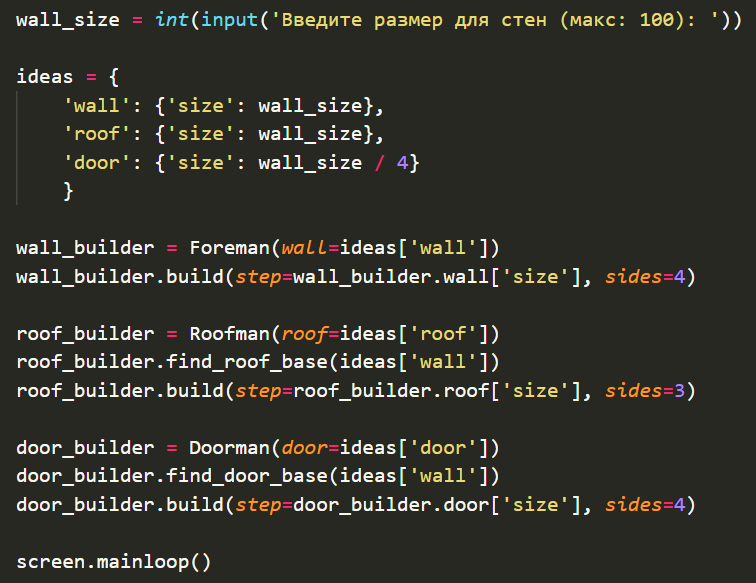 wall_size = int(input('Введите размер для стен (макс: 100): '))
ideas = {
'wall': {'size': wall_size},
'roof': {'size': wall_size},
'door': {'size': wall_size / 4}
}
wall_builder = Foreman(wall=ideas['wall'])
wall_builder.build(step=wall_builder.wall['size'], sides=4)
roof_builder = Roofman(roof=ideas['roof'])
roof_builder.find_roof_base(ideas['wall'])
roof_builder.build(step=roof_builder.roof['size'], sides=3)
door_builder = Doorman(door=ideas['door'])
door_builder.find_door_base(ideas['wall'])
door_builder.build(step=door_builder.door['size'], sides=4)
screen.mainloop()